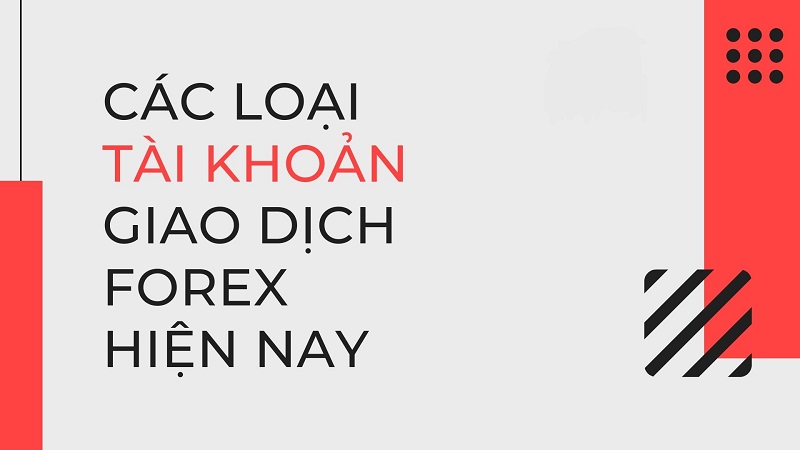 CÁC LOẠI
TÀI KHOẢN
GIAO DỊCH
FOREX
HIỆN NAY